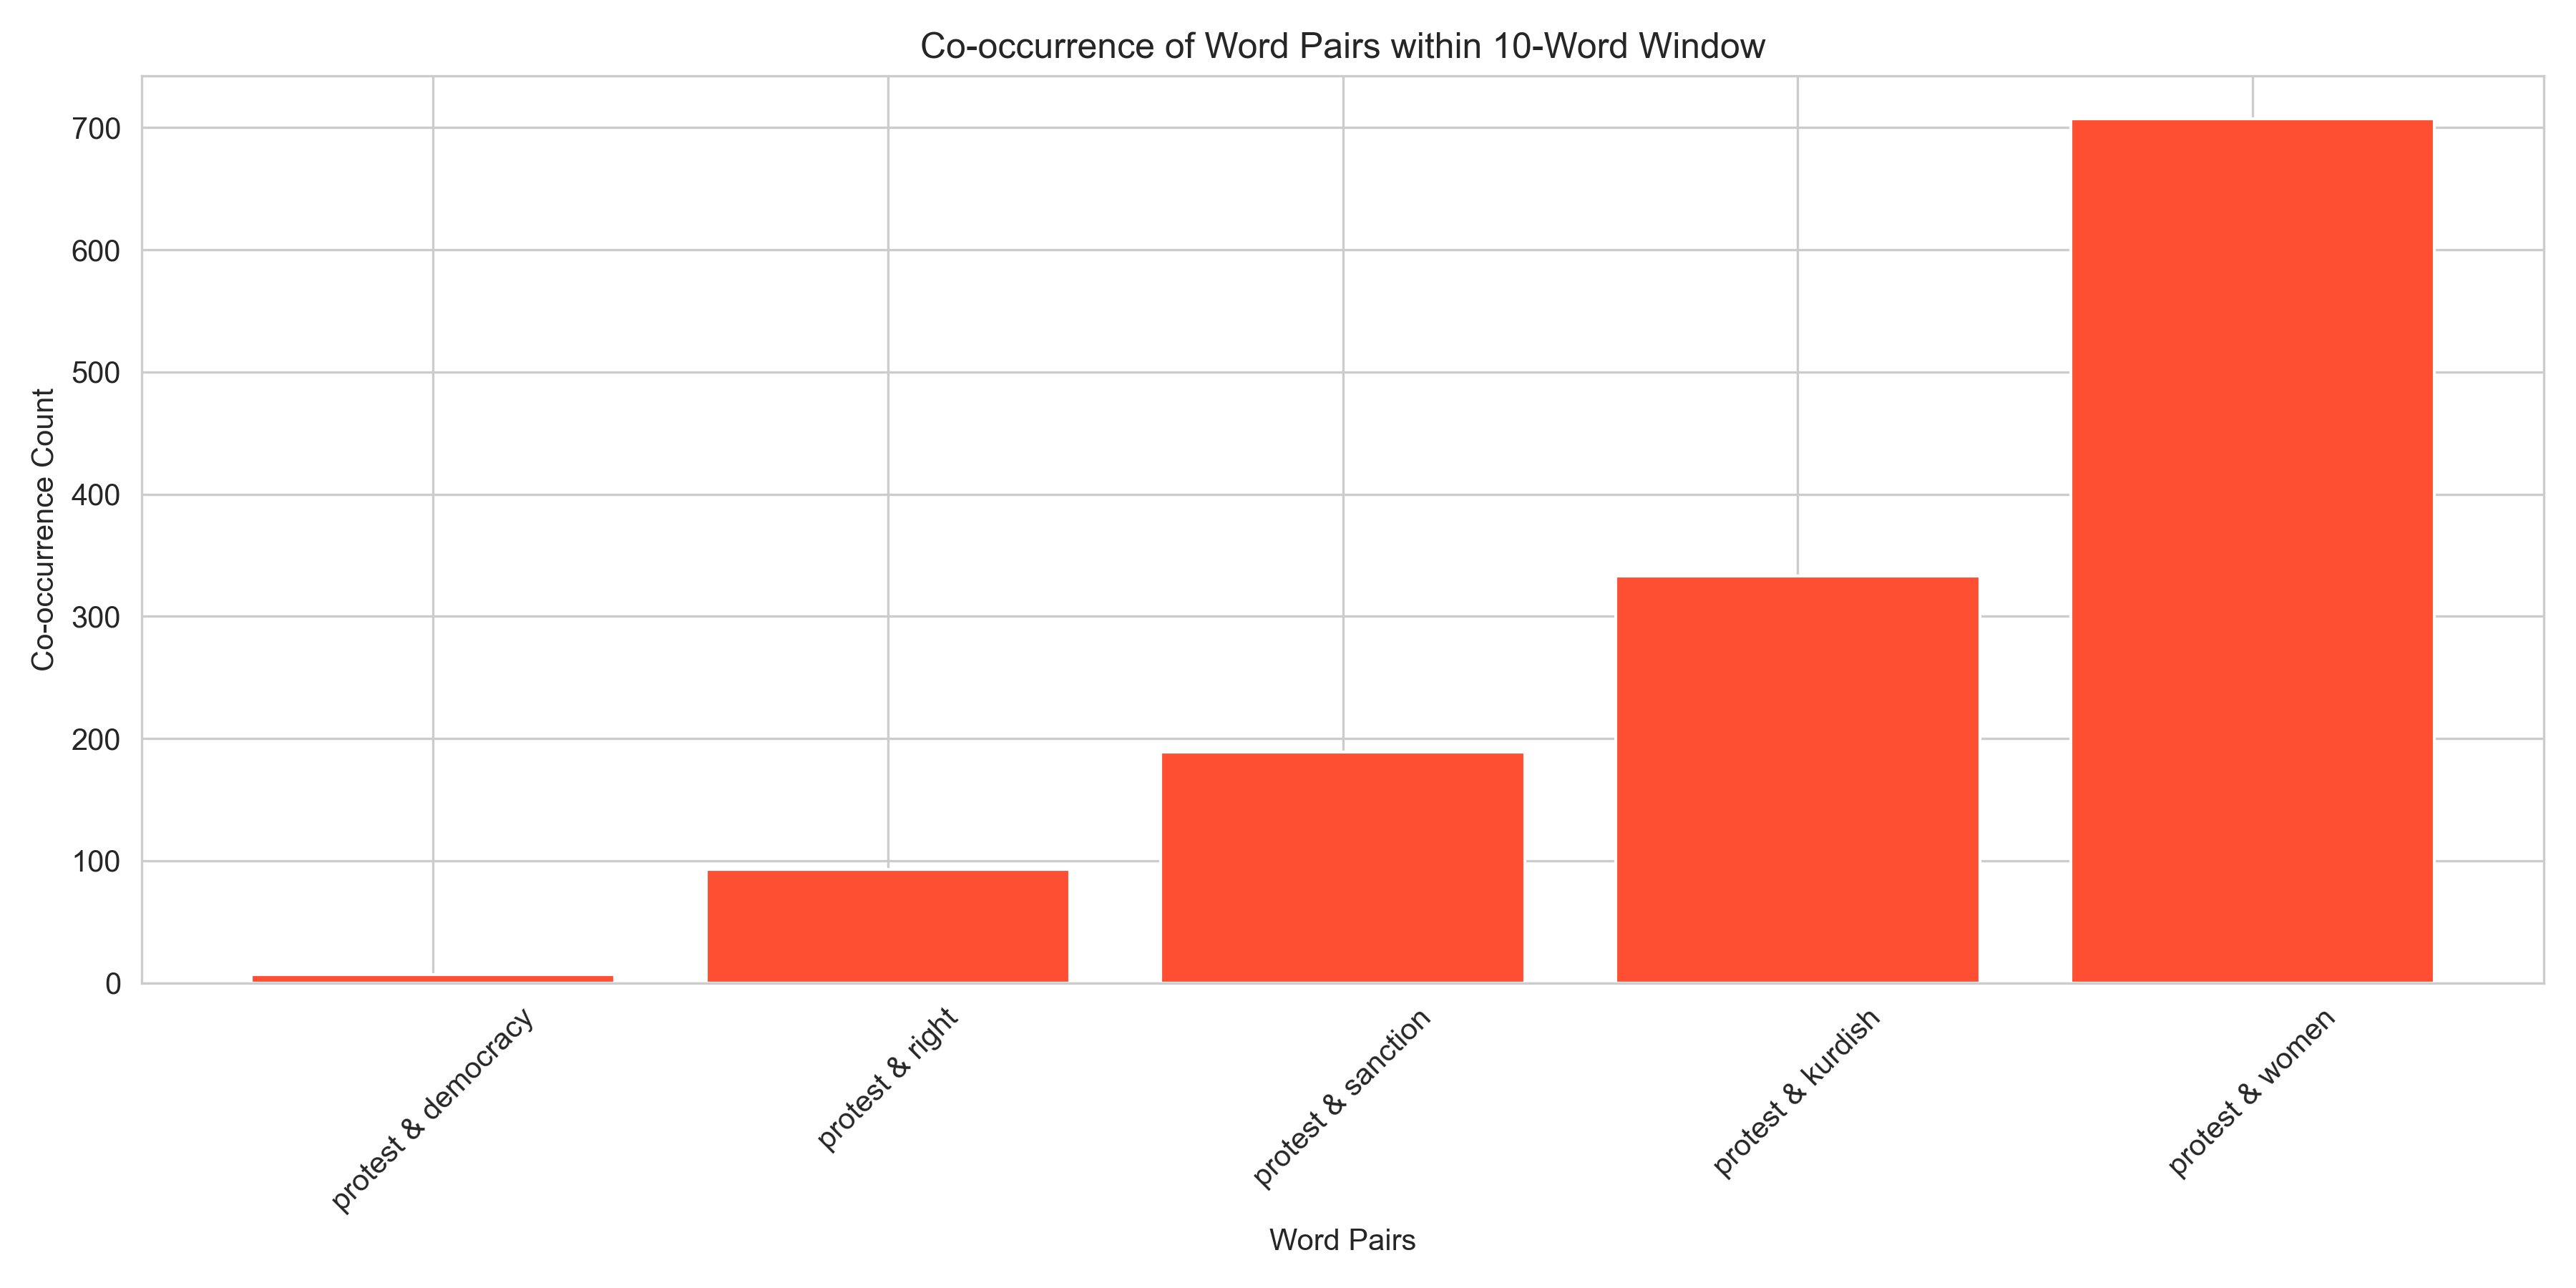 Co-occurrence of Word Pairs within 10-Word Window
Co-occurrence Count
700
600
500
400
300
200
100
0
protest & democracy
protest & right
protest & sanction
protest & kurdish
protest & women
Word Pairs